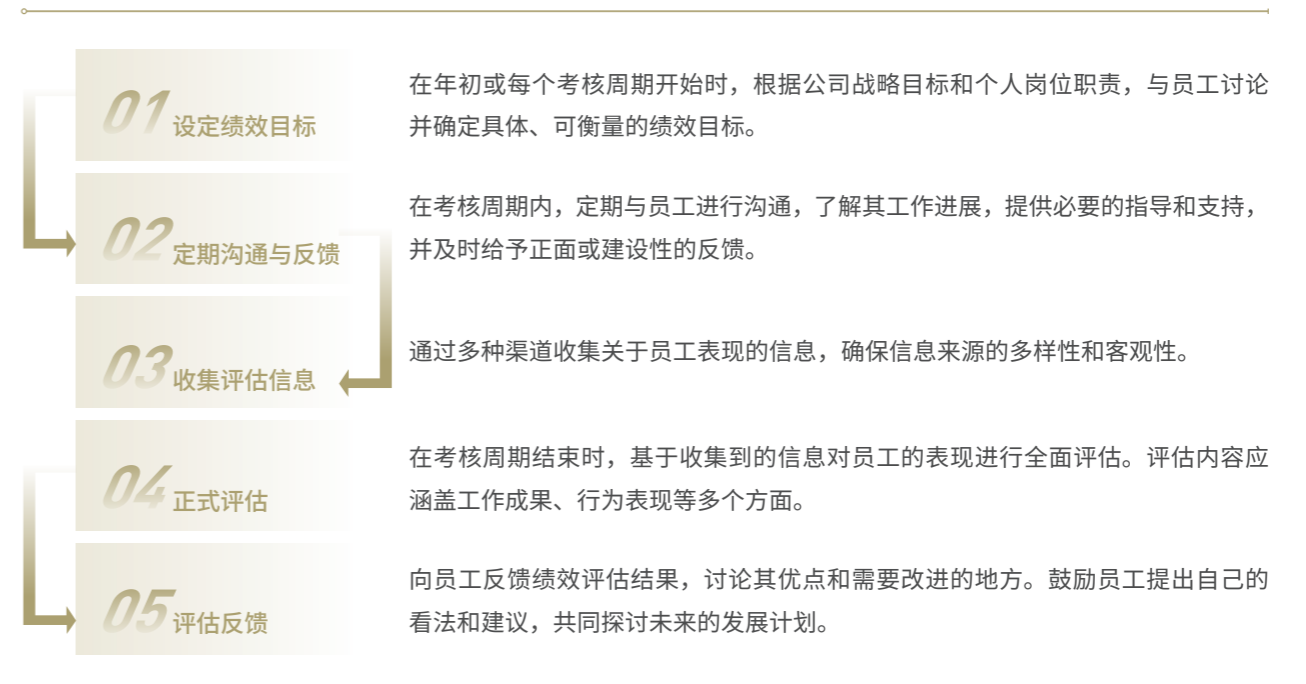 01 设定绩效目标
在年初或每个考核周期开始时，根据公司战略目标和个人岗位职责，与员工讨论
并确定具体、可衡量的绩效目标。
02 定期沟通与反馈
在考核周期内，定期与员工进行沟通，了解其工作进展，提供必要的指导和支持，
并及时给予正面或建设性的反馈。
03 收集评估信息
通过多种渠道收集关于员工表现的信息，确保信息来源的多样性和客观性。
04 正式评估
在考核周期结束时，基于收集到的信息对员工的表现进行全面评估。评估内容应
涵盖工作成果、行为表现等多个方面。
05 评估反馈
向员工反馈绩效评估结果，讨论其优点和需要改进的地方。鼓励员工提出自己的
看法和建议，共同探讨未来的发展计划。